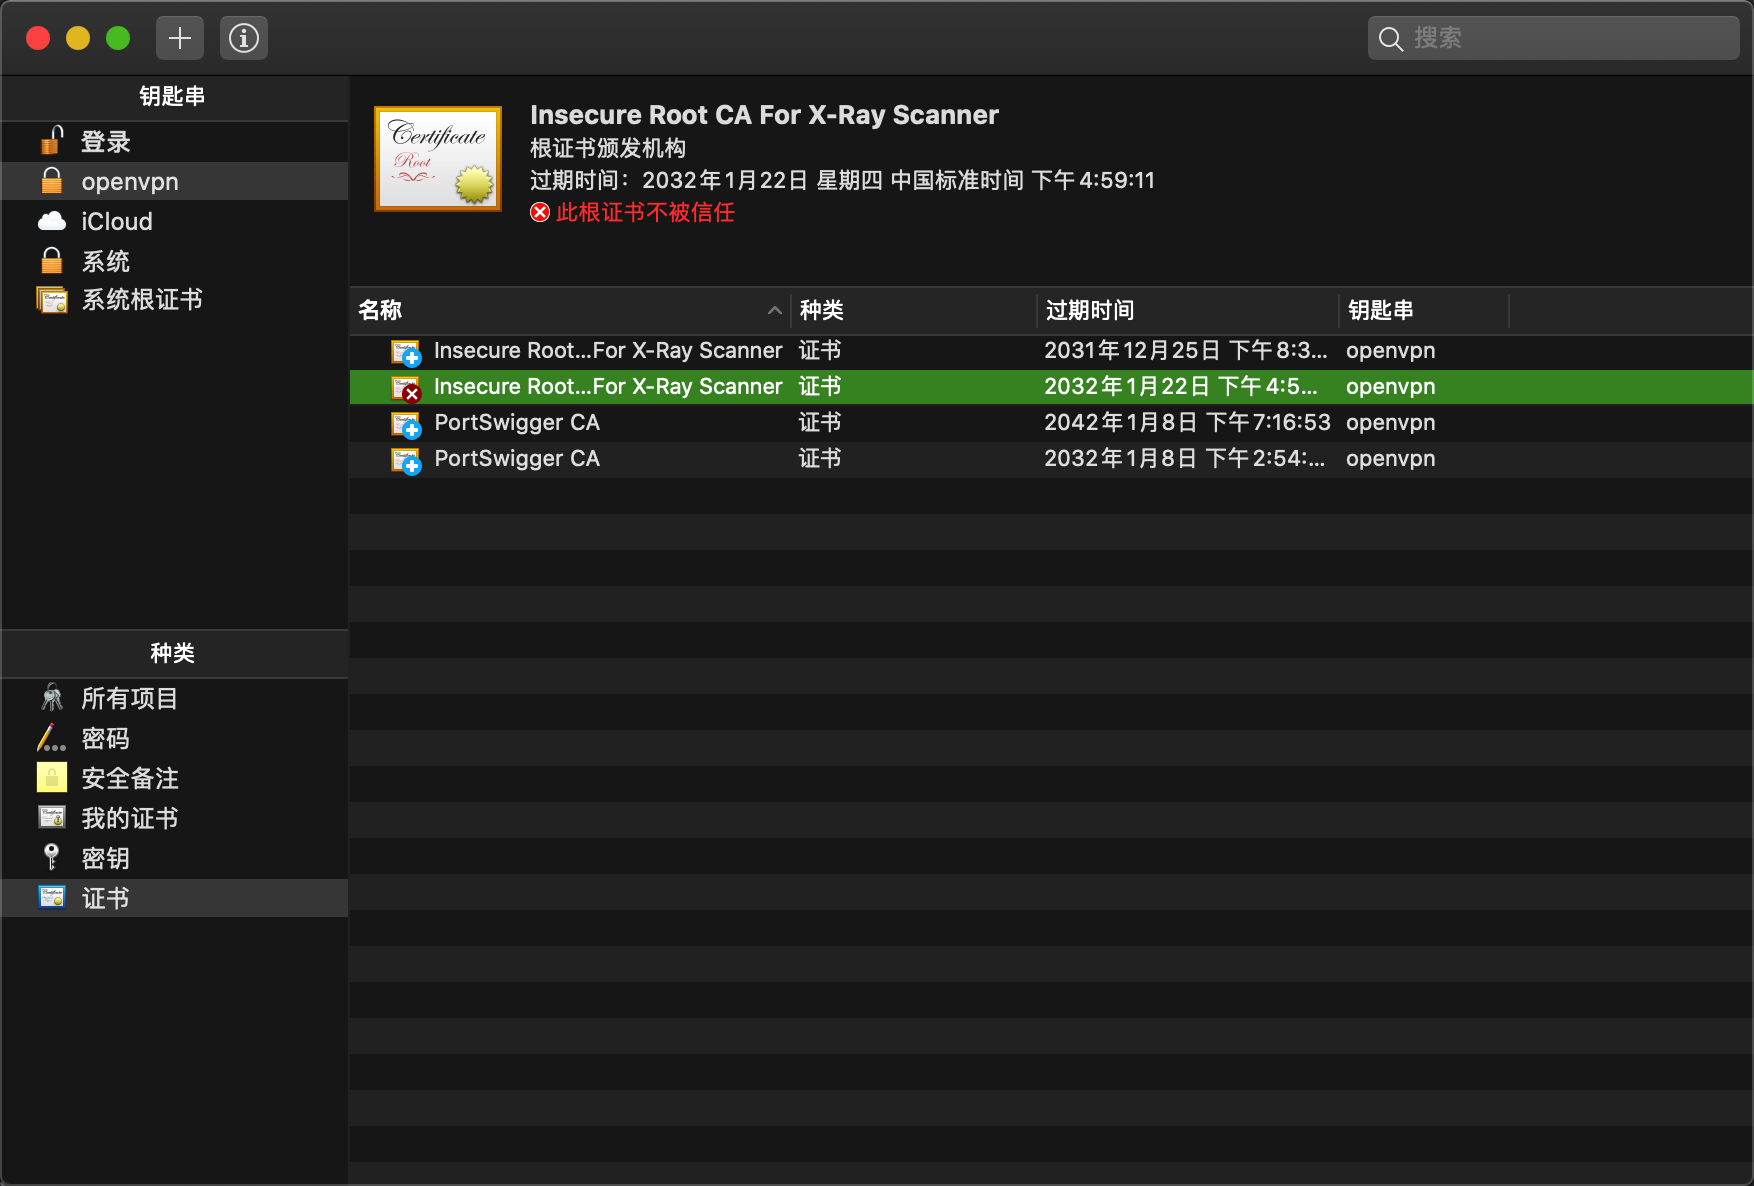 搜索
钥匙串
登录
openvpn
iCloud
系统
系统根证书
Certificate
Root
Insecure Root CA For X-Ray Scanner
根证书颁发机构
过期时间：2032年1月22日 星期四 中国标准时间 下午4:59:11
此根证书不被信任
名称 种类 过期时间 钥匙串
Insecure Root...For X-Ray Scanner 证书 2031年12月25日 下午8:3... openvpn
Insecure Root...For X-Ray Scanner 证书 2032年1月22日 下午4:5... openvpn
PortSwigger CA 证书 2042年1月8日 下午7:16:53 openvpn
PortSwigger CA 证书 2032年1月8日 下午2:54:... openvpn
种类
所有项目
密码
安全备注
我的证书
密钥
证书